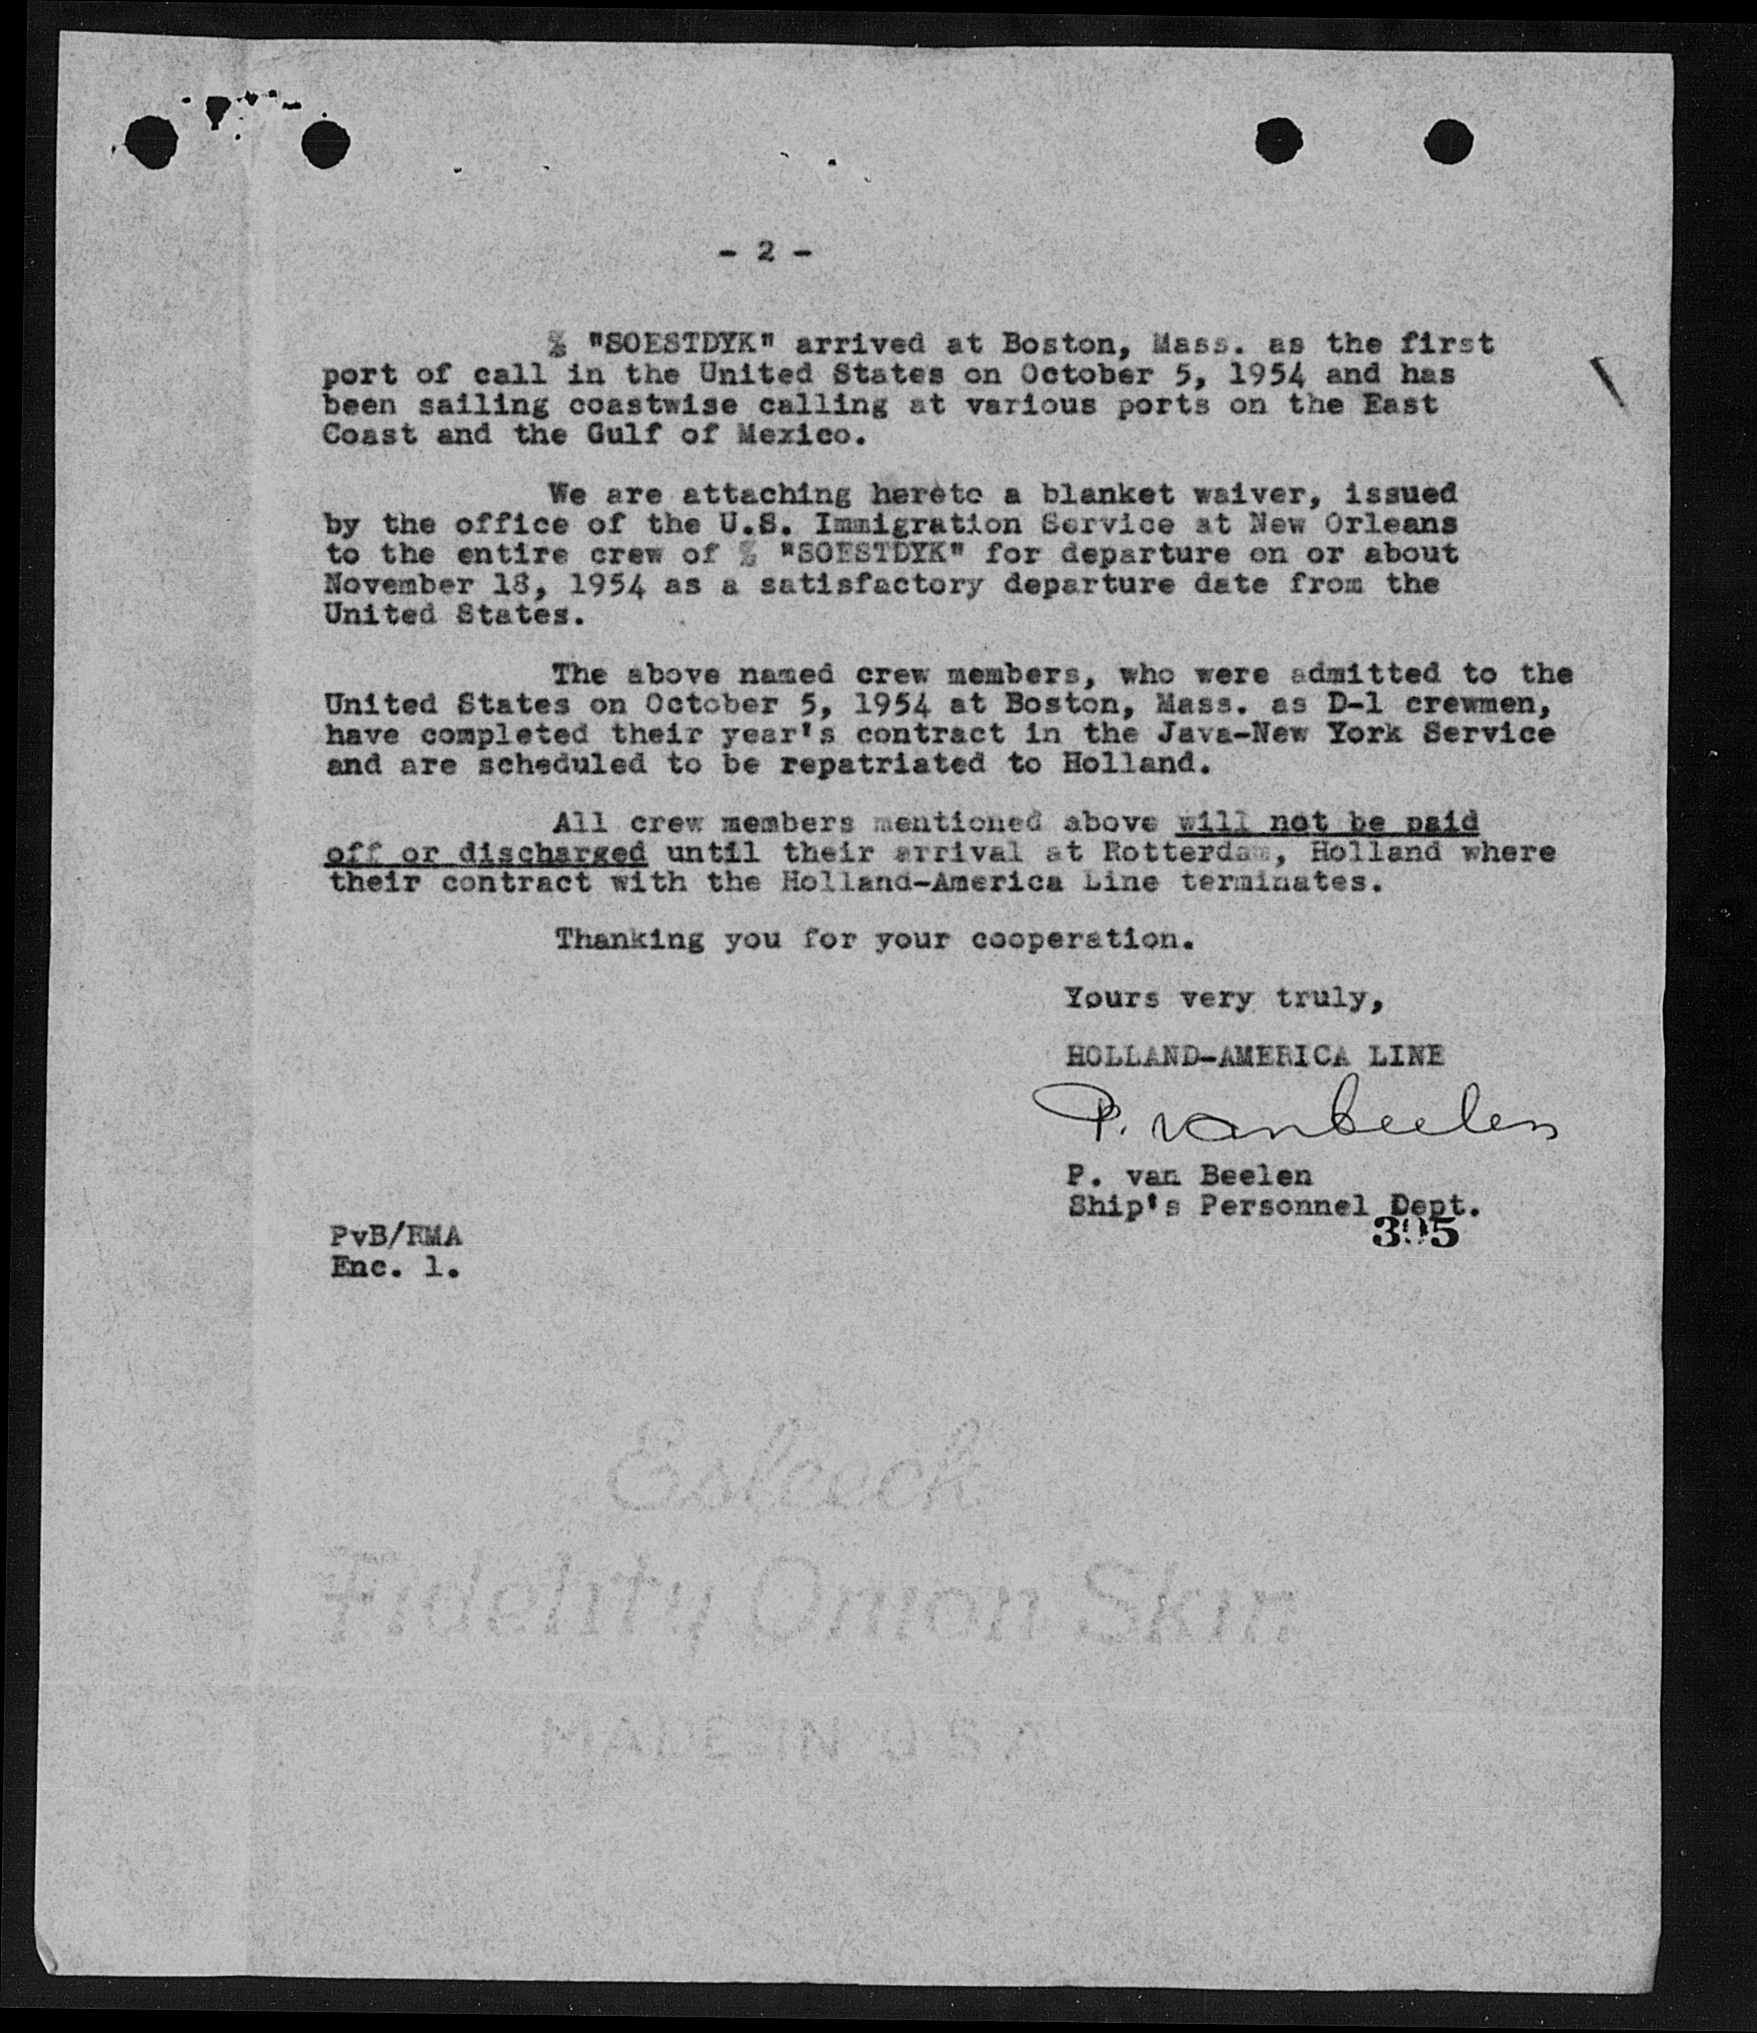 - 2 -
"SOESTDYK" arrived at Boston, Mass. as the first
port of call in the United States on October 5, 1954 and has
been sailing coastwise calling at various ports on the East
Coast and the Gulf of Mexico.
We are attaching hereto a blanket waiver, issued
by the office of the U.S. Immigration Service at New Orleans
to the entire crew of "SOESTDYK" for departure on or about
November 18, 1954 as a satisfactory departure date from the
United States.
The above named crew members, who were admitted to the
United States on October 5, 1954 at Boston, Mass. as D-1 crewmen,
have completed their year's contract in the Java-New York Service
and are scheduled to be repatriated to Holland.
All crew members mentioned above will not be paid
off or discharged until their arrival at Rotterdam, Holland where
their contract with the Holland-America Line terminates.
Thanking you for your cooperation.
Yours very truly,
HOLLAND-AMERICA LINE
P. van Beelen
P. van Beelen
Ship's Personnel Dept.
395
PvB/RMA
Enc. 1.
Esleeck
Fidelity Onion Skin
MADE IN U S A